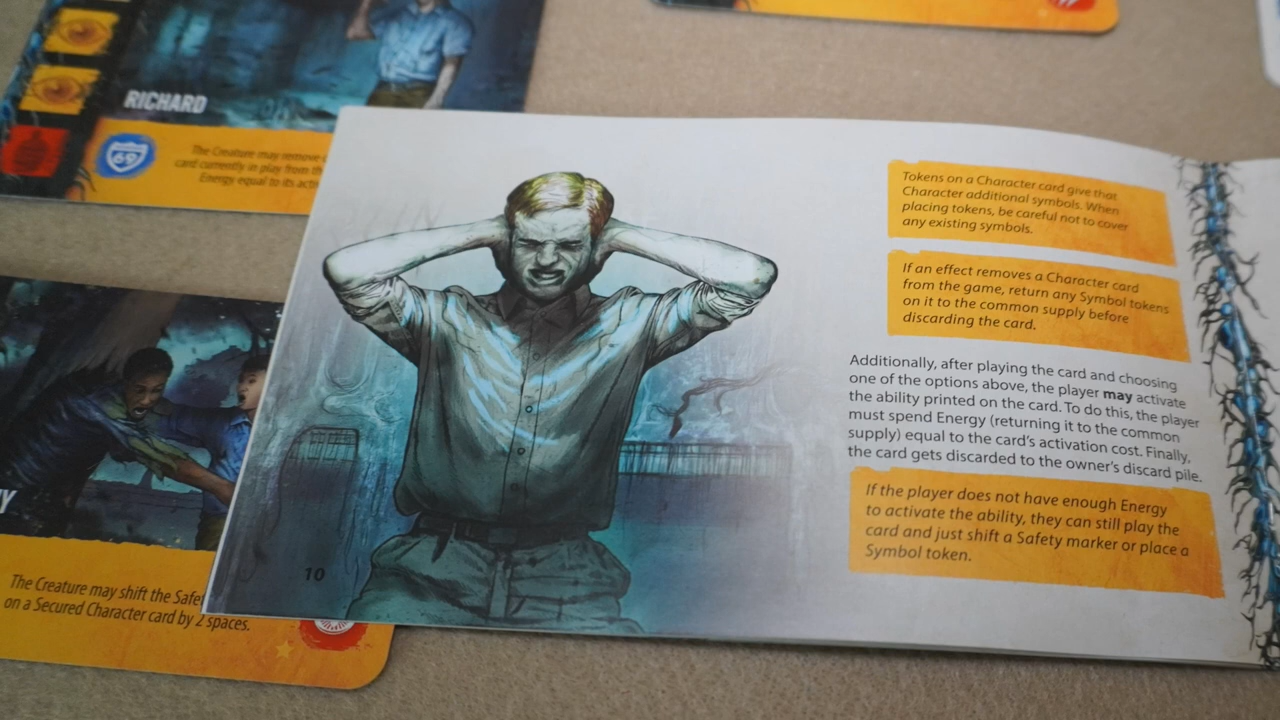 RICHARD
69
The Creature may remove
card currently in play from th
Energy equal to its acti
Tokens on a Character card give that
Character additional symbols. When
placing tokens, be careful not to cover
any existing symbols.
If an effect removes a Character card
from the game, return any Symbol tokens
on it to the common supply before
discarding the card.
Additionally, after playing the card and choosing
one of the options above, the player may activate
the ability printed on the card. To do this, the player
must spend Energy (returning it to the common
supply) equal to the card's activation cost. Finally,
the card gets discarded to the owner's discard pile.
If the player does not have enough Energy
to activate the ability, they can still play the
card and just shift a Safety marker or place a
Symbol token.
10
Y
The Creature may shift the Safe
on a Secured Character card by 2 spaces.